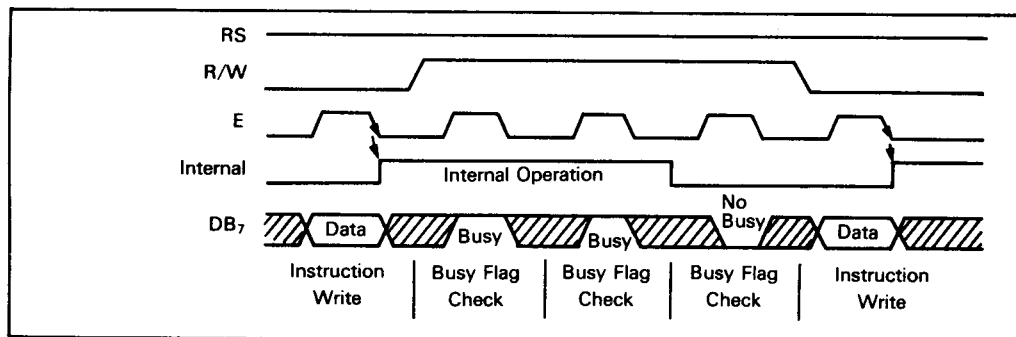 RS
R/W
E
Internal
Internal Operation
No
Busy
DB₇
Data
Busy
Busy
Data
Instruction
Write
Busy Flag
Check
Busy Flag
Check
Busy Flag
Check
Instruction
Write